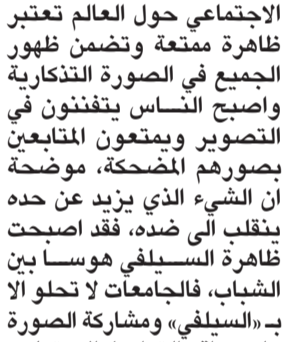 الاجتماعي حول العالم تعتبر
ظاهرة ممتعة وتضمن ظهور
الجميع في الصورة التذكارية
واصبح الناس يتفننون في
التصوير ويمتعون المتابعين
بصورهم المضحكة، موضحة
ان الشيء الذي يزيد عن حده
ينقلب الى ضده، فقد اصبحت
ظاهرة السيلفي هوسا بين
الشباب، فالجامعات لا تحلو الا
بـ «السيلفي» ومشاركة الصورة